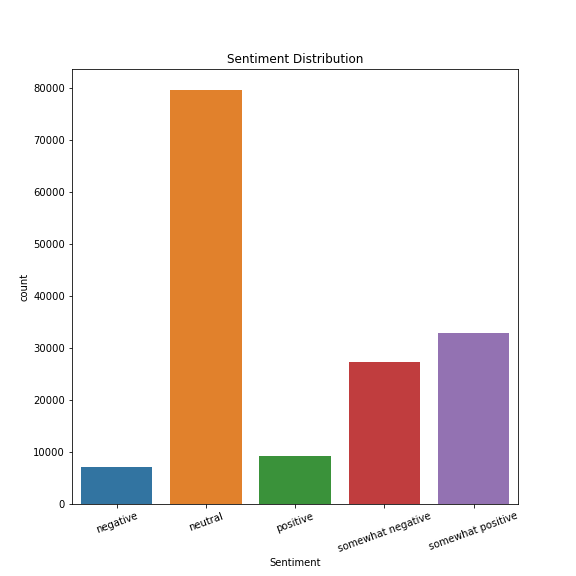 Sentiment Distribution
80000
70000
60000
50000
40000
30000
20000
10000
0
count
negative
neutral
positive
somewhat negative
somewhat positive
Sentiment